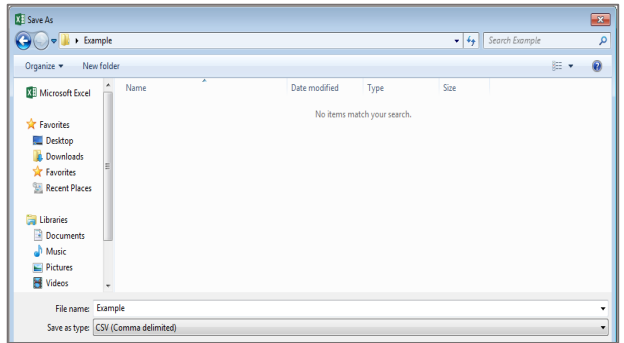 Save As
Example
Search Example
Organize New folder
Microsoft Excel
Name Date modified Type Size
No items match your search.
Favorites
Desktop
Downloads
Favorites
Recent Places
Libraries
Documents
Music
Pictures
Videos
File name: Example
Save as type: CSV (Comma delimited)